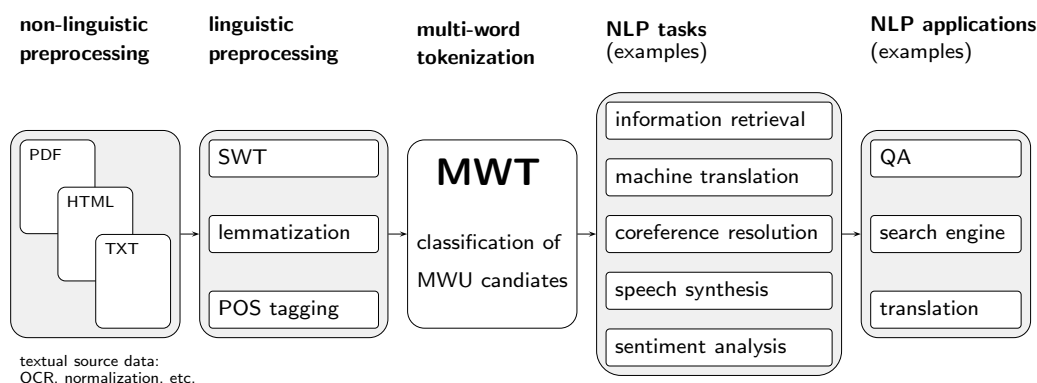 non-linguistic
preprocessing
linguistic
preprocessing
multi-word
tokenization
NLP tasks
(examples)
NLP applications
(examples)
PDF
HTML
TXT
SWT
lemmatization
POS tagging
MWT
classification of
MWU candiates
information retrieval
machine translation
coreference resolution
speech synthesis
sentiment analysis
QA
search engine
translation
textual source data:
OCR, normalization, etc.